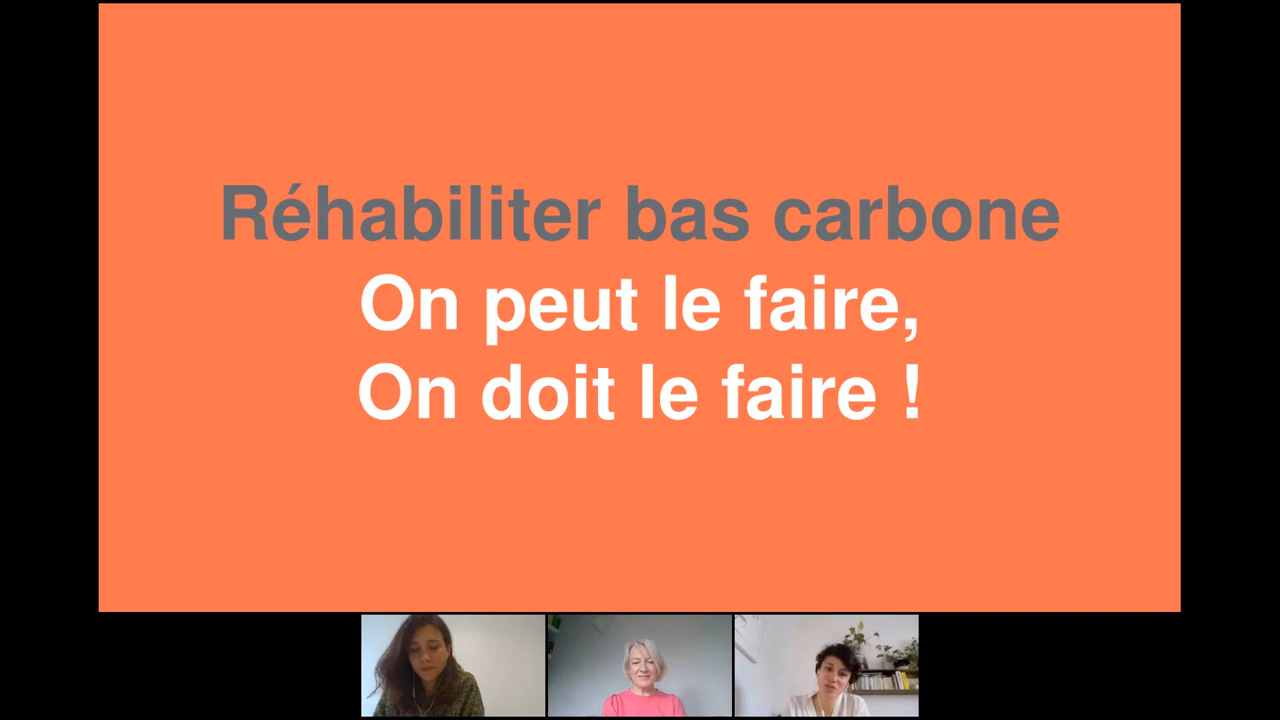 Réhabiliter bas carbone
On peut le faire,
On doit le faire !